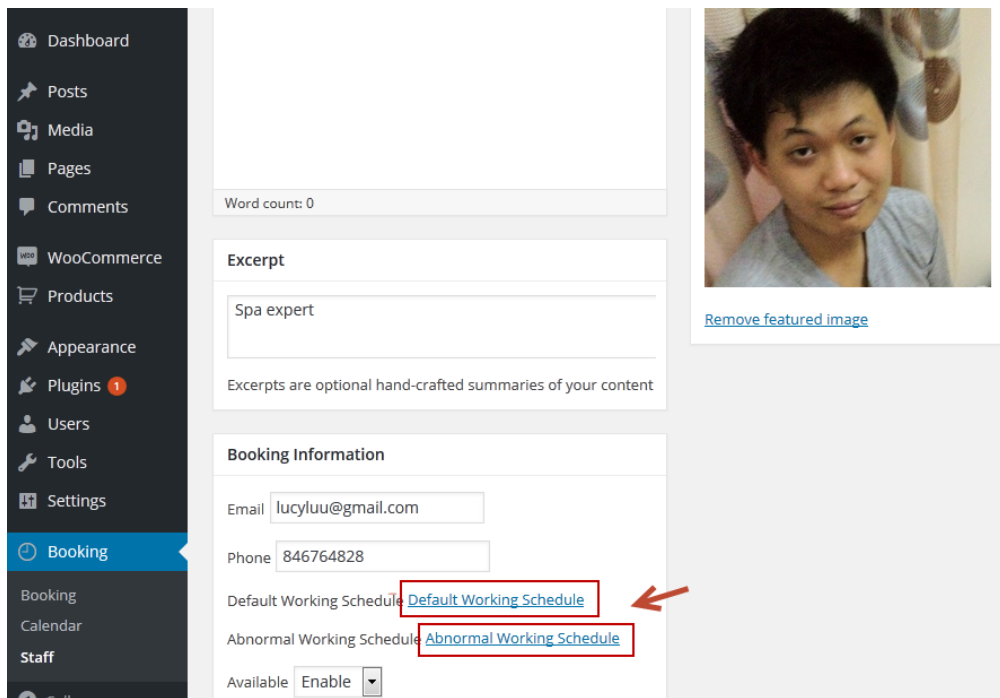 Dashboard
Posts
Media
Pages
Comments
WOO WooCommerce
Products
Appearance
Plugins 1
Users
Tools
Settings
Booking
Booking
Calendar
Staff
Word count: 0
Excerpt
Spa expert
Excerpts are optional hand-crafted summaries of your content
Booking Information
Email lucyluu@gmail.com
Phone 846764828
Default Working Schedule Default Working Schedule
Abnormal Working Schedule Abnormal Working Schedule
Available Enable
Remove featured image